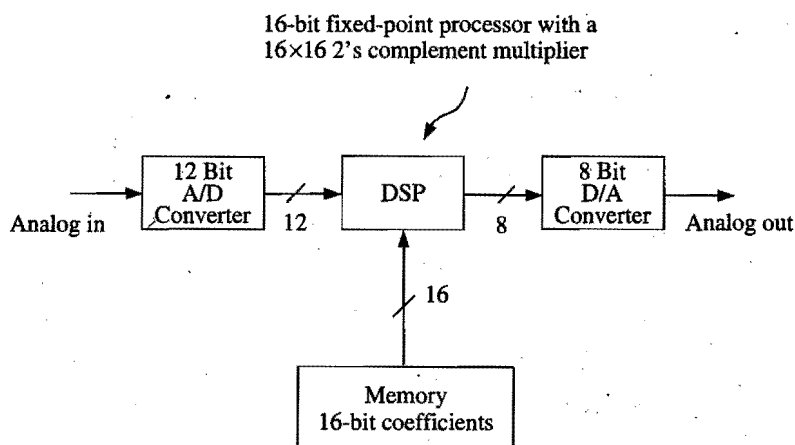 16-bit fixed-point processor with a
16×16 2's complement multiplier
12 Bit
A/D
Converter
DSP
8 Bit
D/A
Converter
Analog in
12
8
Analog out
16
Memory
16-bit coefficients